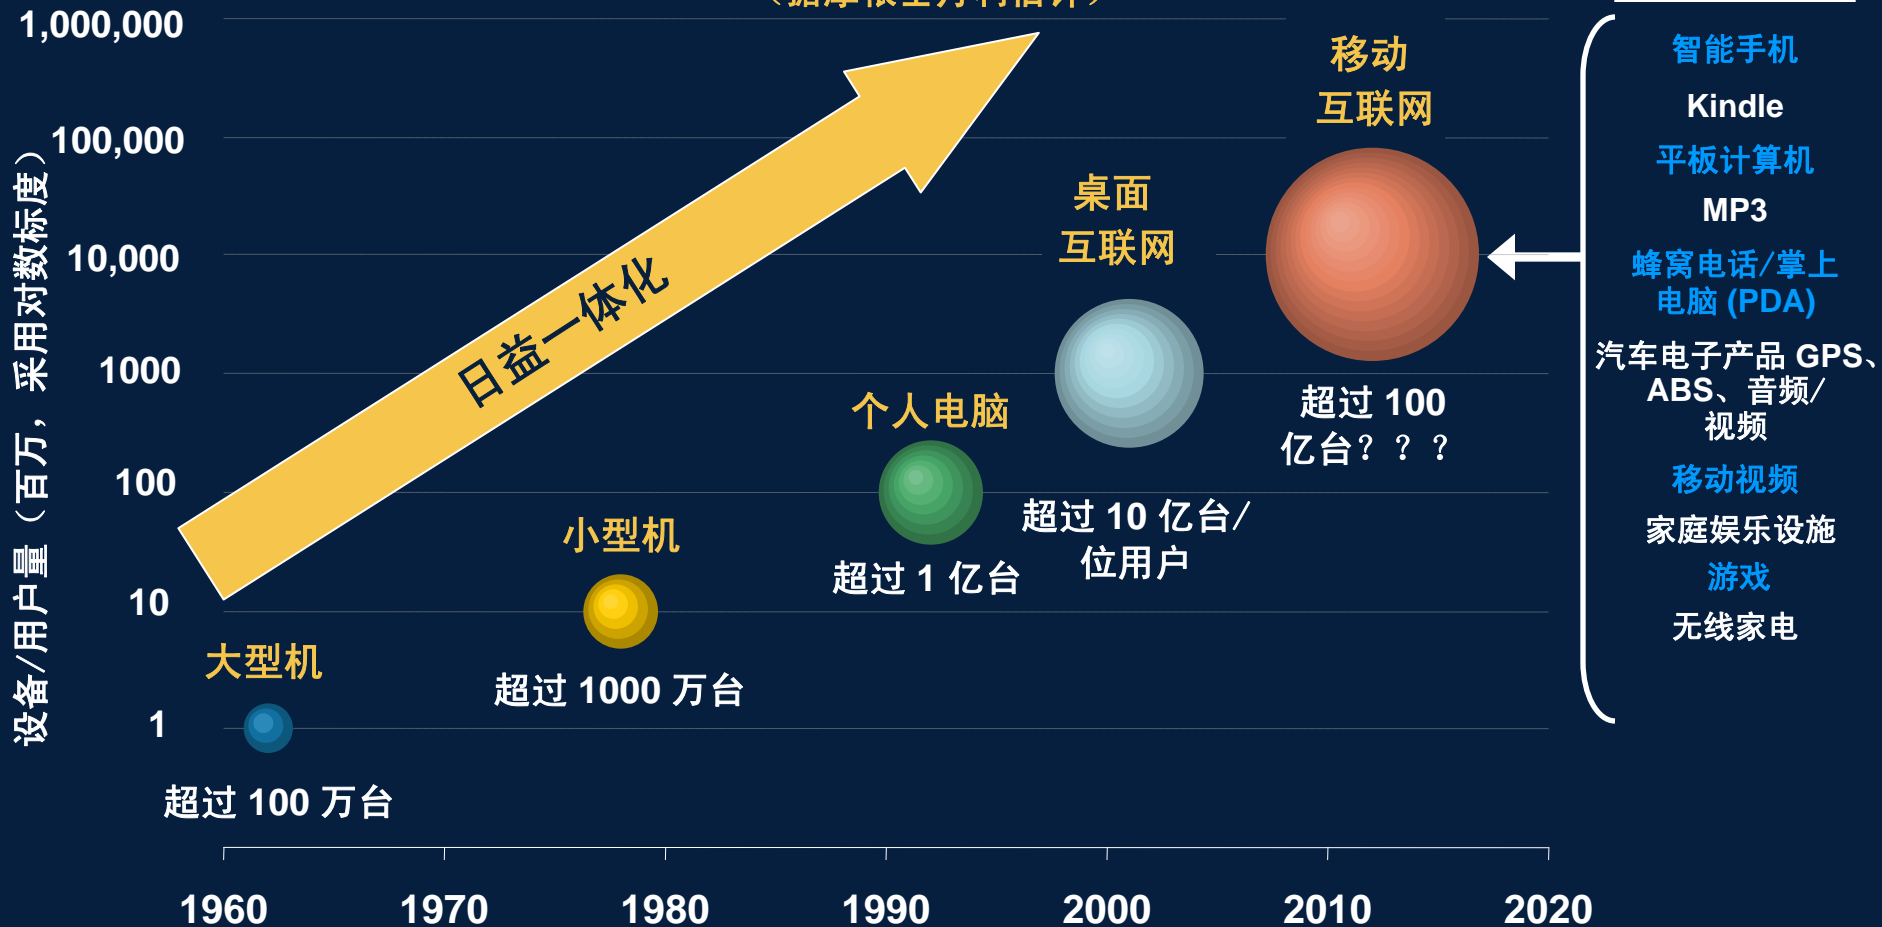 1,000,000
100,000
10,000
1000
100
10
1
设备/用户量（百万，采用对数标度）
日益一体化
大型机
超过 100 万台
小型机
超过 1000 万台
个人电脑
超过 1 亿台
桌面
互联网
超过 10 亿台/
位用户
移动
互联网
超过 100
亿台？？？
1960
1970
1980
1990
2000
2010
2020
智能手机
Kindle
平板计算机
MP3
蜂窝电话/掌上
电脑 (PDA)
汽车电子产品 GPS、
ABS、音频/
视频
移动视频
家庭娱乐设施
游戏
无线家电